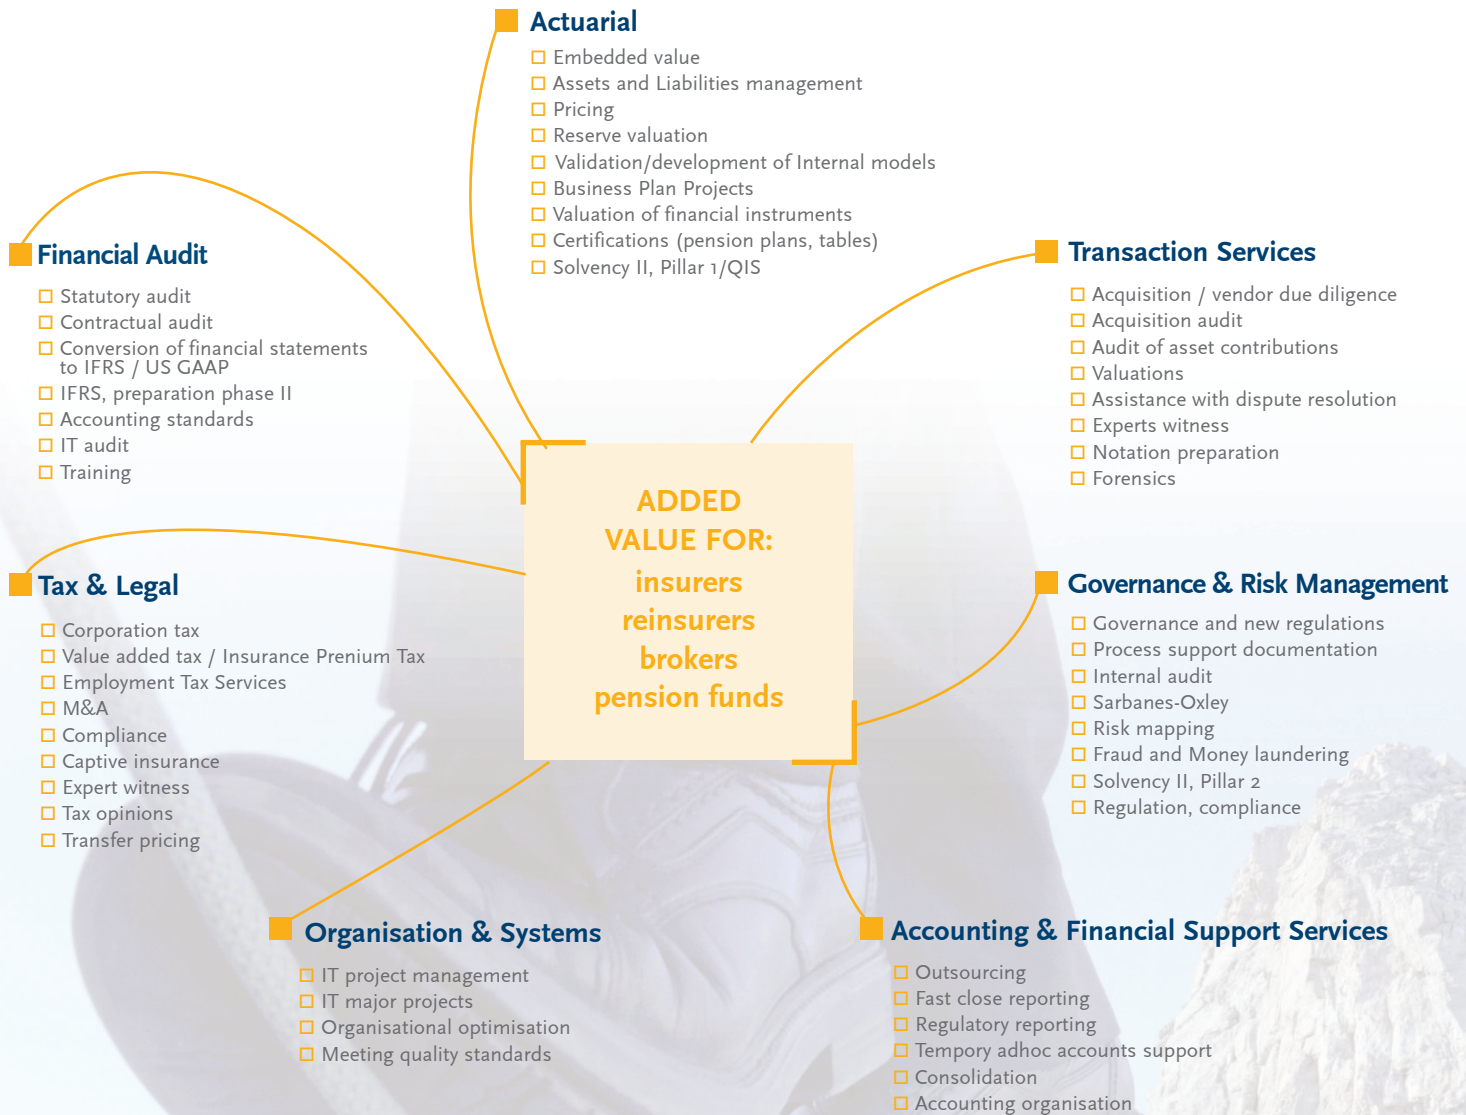 Actuarial
Embedded value
Assets and Liabilities management
Pricing
Reserve valuation
Validation/development of Internal models
Business Plan Projects
Valuation of financial instruments
Certifications (pension plans, tables)
Solvency II, Pillar 1/QIS
Financial Audit
Statutory audit
Contractual audit
Conversion of financial statements
to IFRS / US GAAP
IFRS, preparation phase II
Accounting standards
IT audit
Training
Transaction Services
Acquisition / vendor due diligence
Acquisition audit
Audit of asset contributions
Valuations
Assistance with dispute resolution
Experts witness
Notation preparation
Forensics
ADDED
VALUE FOR:
insurers
reinsurers
brokers
pension funds
Tax & Legal
Corporation tax
Value added tax / Insurance Prenium Tax
Employment Tax Services
M&A
Compliance
Captive insurance
Expert witness
Tax opinions
Transfer pricing
Governance & Risk Management
Governance and new regulations
Process support documentation
Internal audit
Sarbanes-Oxley
Risk mapping
Fraud and Money laundering
Solvency II, Pillar 2
Regulation, compliance
Organisation & Systems
IT project management
IT major projects
Organisational optimisation
Meeting quality standards
Accounting & Financial Support Services
Outsourcing
Fast close reporting
Regulatory reporting
Tempory adhoc accounts support
Consolidation
Accounting organisation